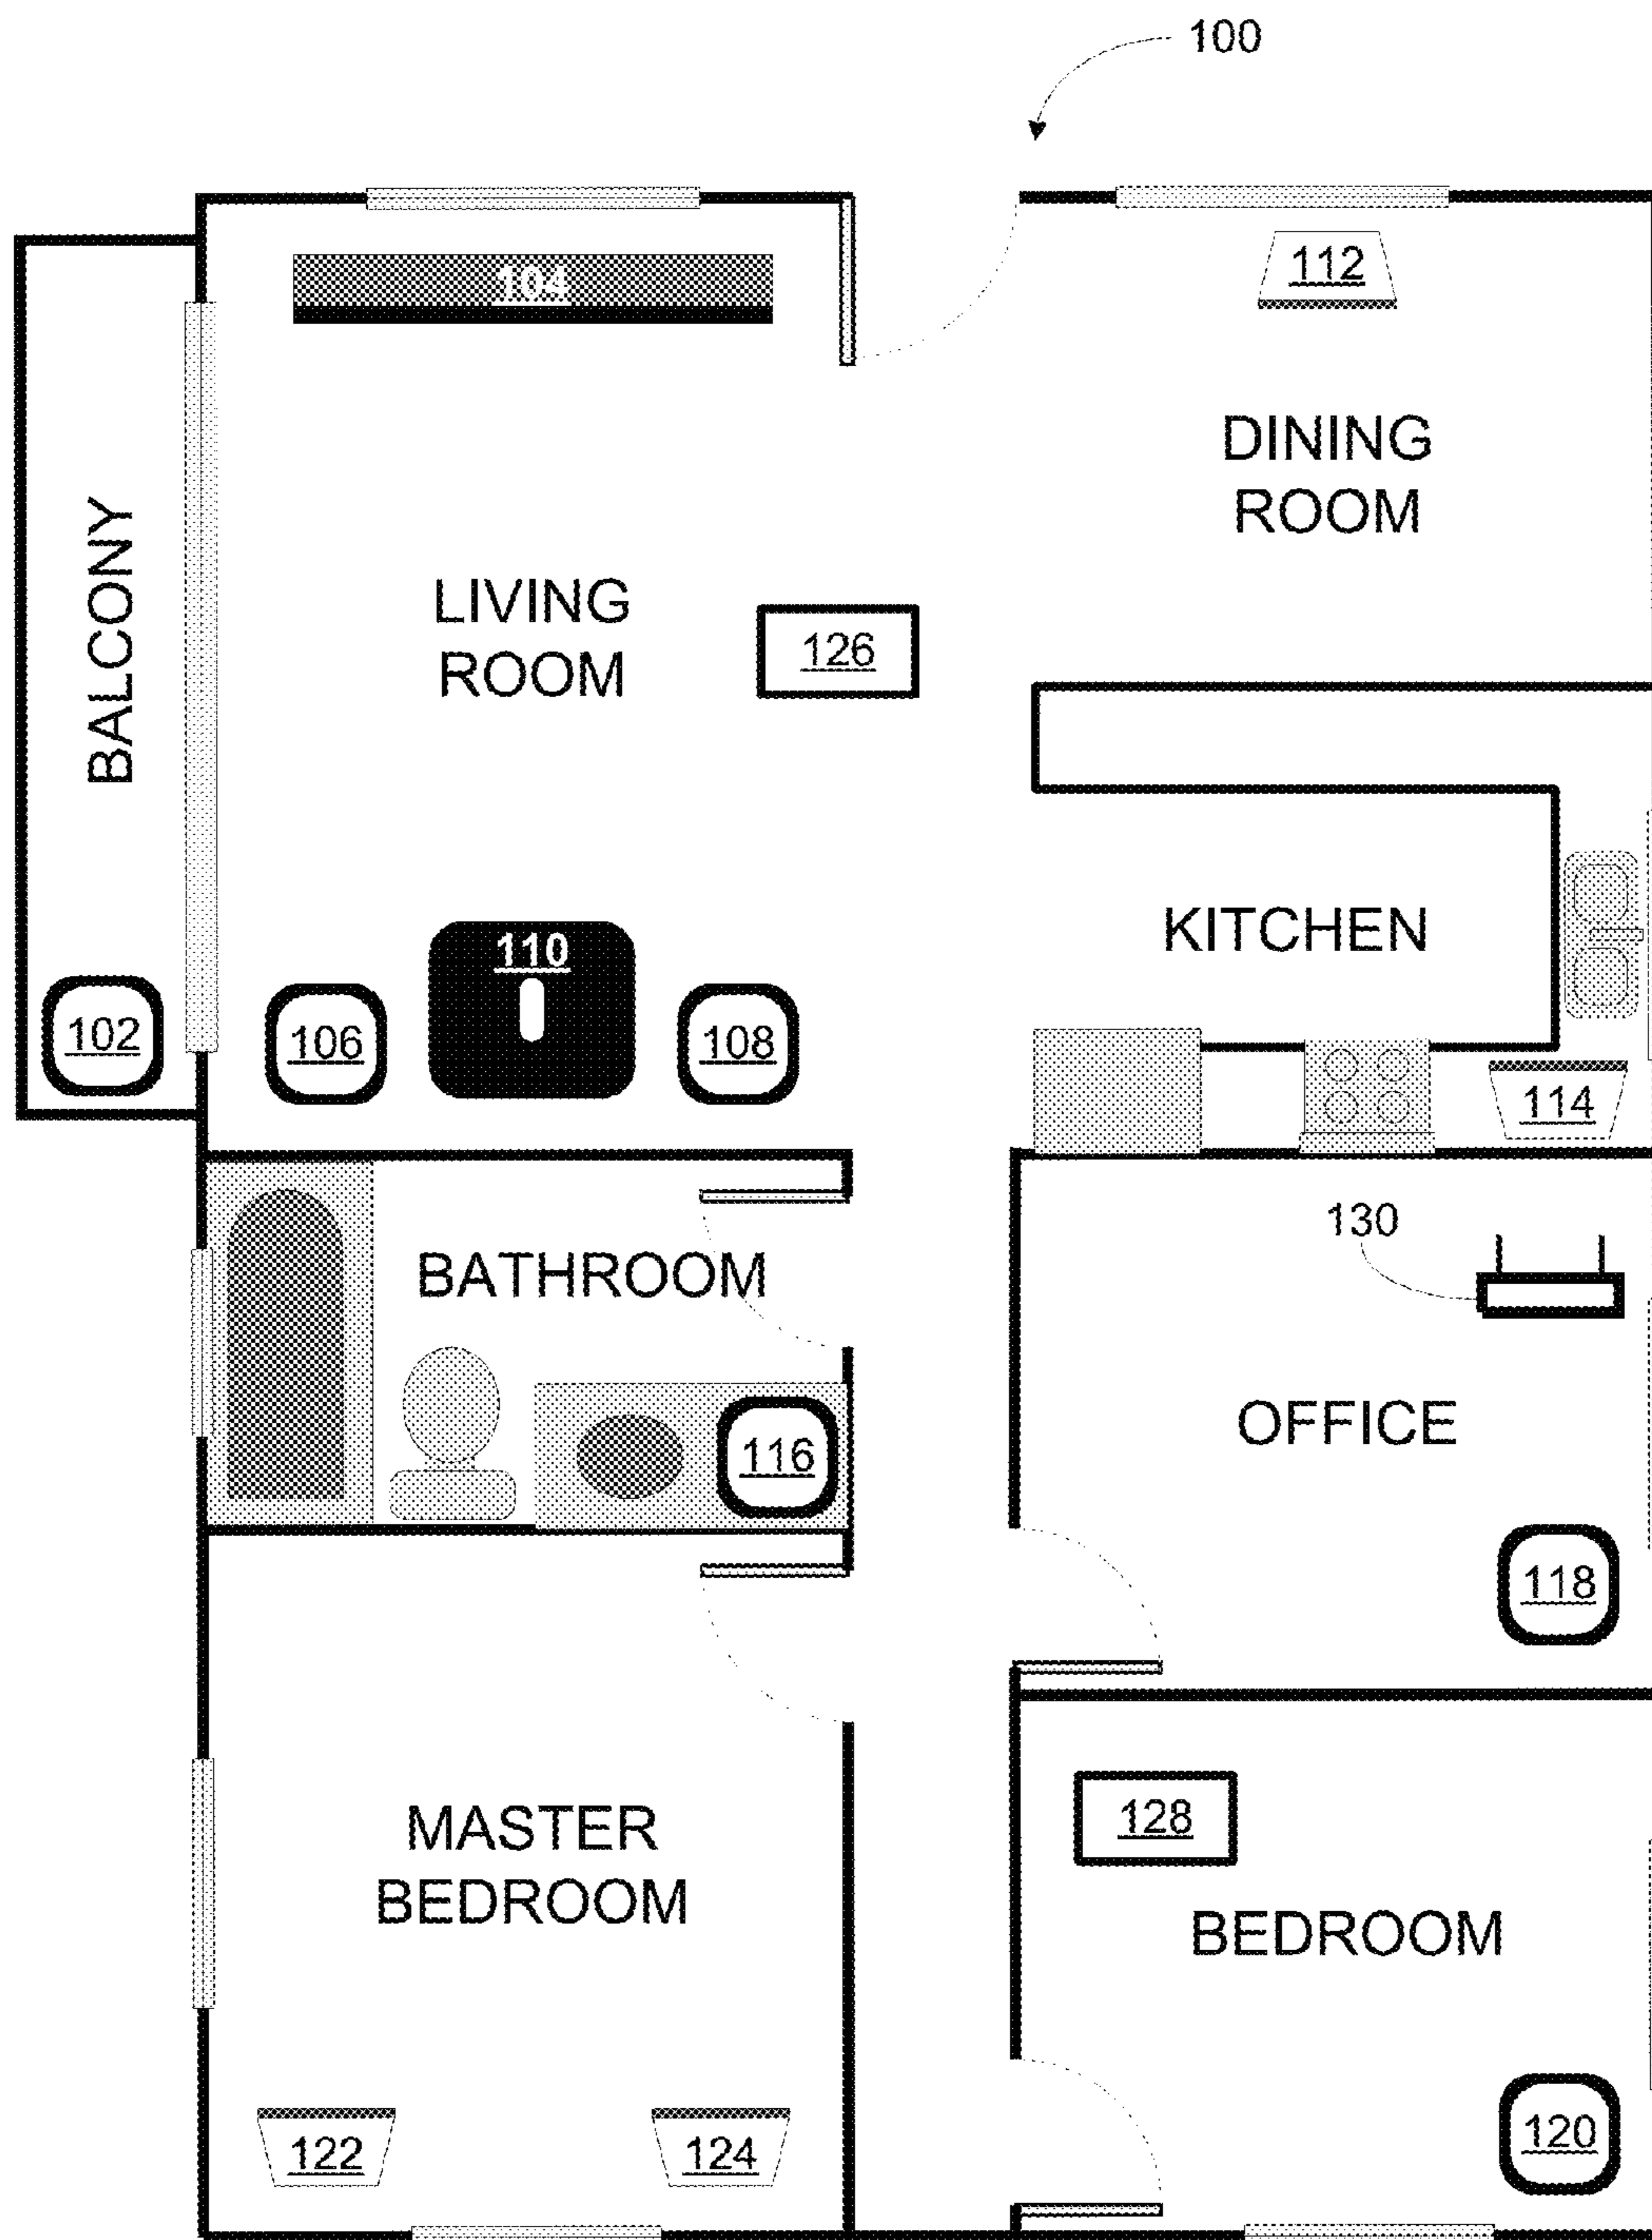 100
104
112
DINING
ROOM
BALCONY
LIVING
ROOM
126
KITCHEN
110
102
106
108
114
130
BATHROOM
OFFICE
116
118
128
MASTER
BEDROOM
BEDROOM
122
124
120